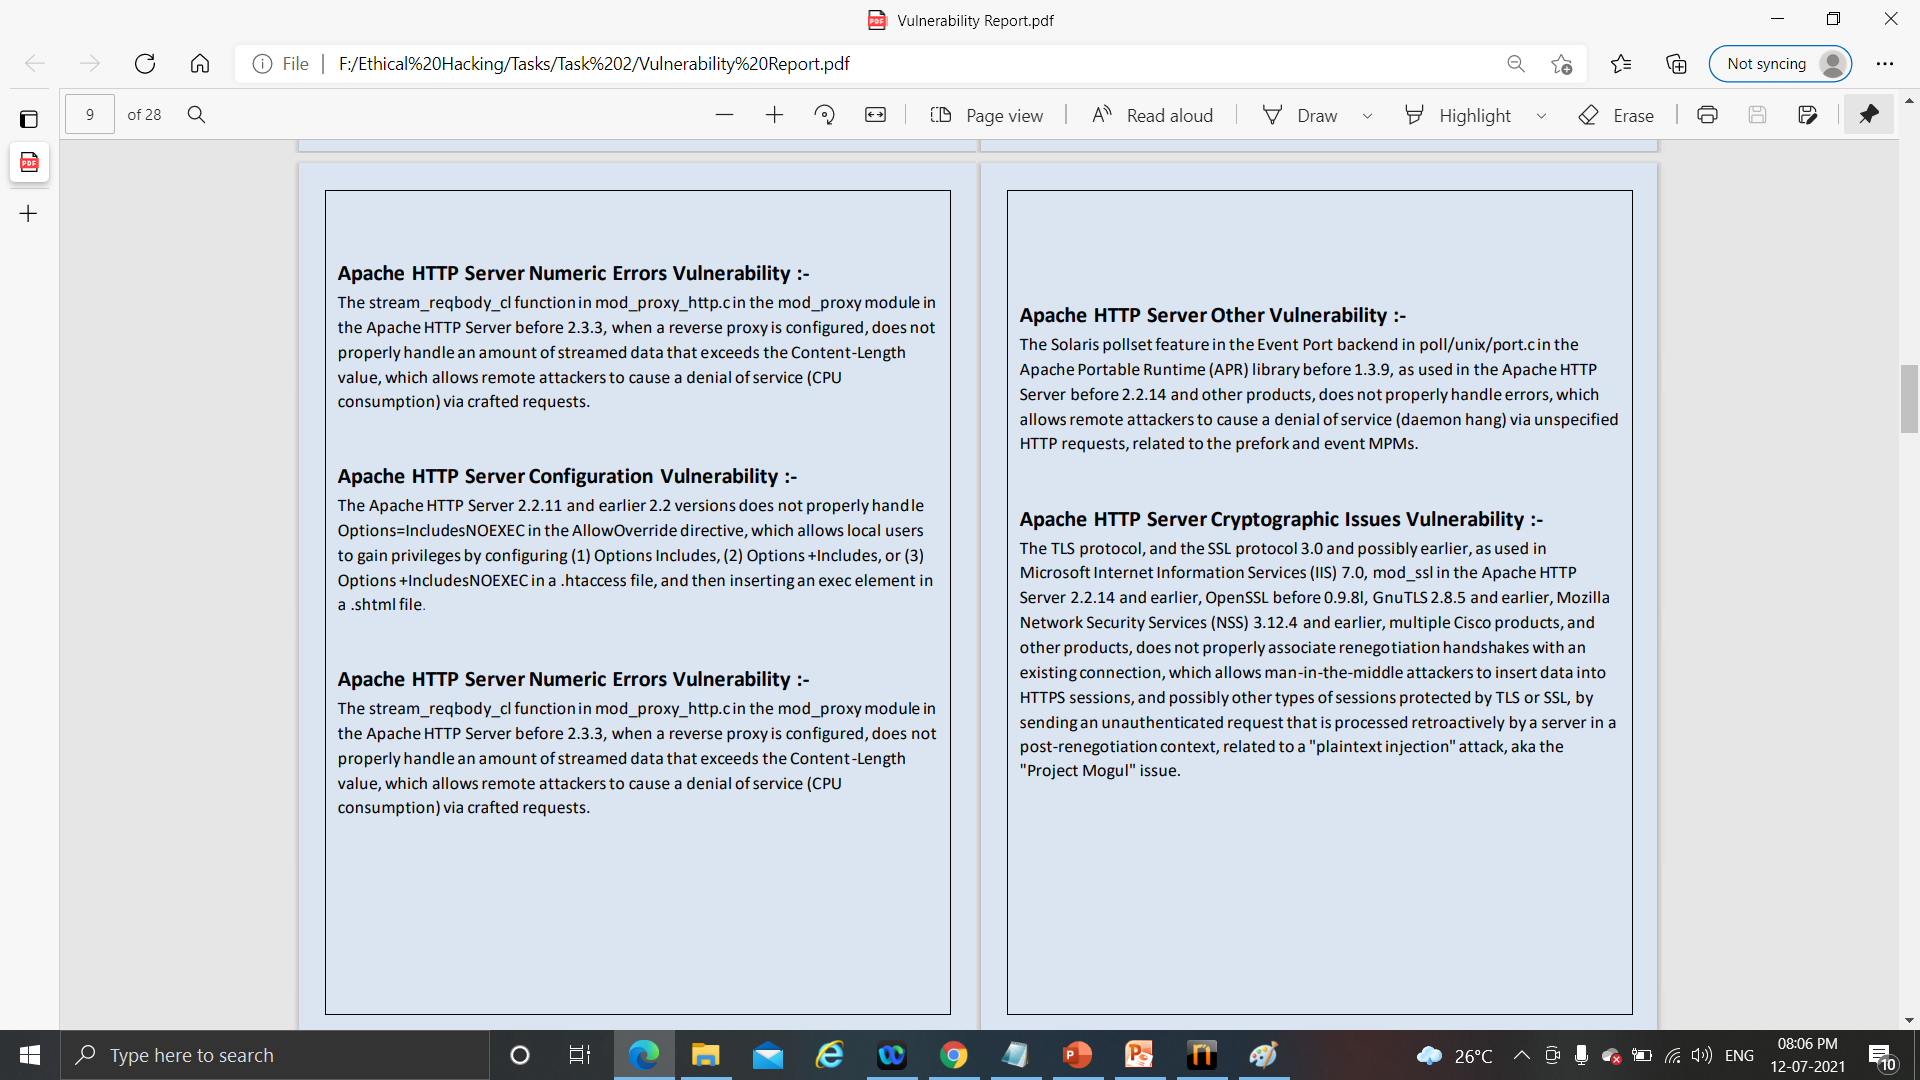 Vulnerability Report.pdf
File
F:/Ethical%20Hacking/Tasks/Task%202/Vulnerability%20Report.pdf
Not syncing
9 of 28
Page view
Read aloud
Draw
Highlight
Erase
Apache HTTP Server Numeric Errors Vulnerability :-
The stream_reqbody_cl function in mod_proxy_http.c in the mod_proxy module in
the Apache HTTP Server before 2.3.3, when a reverse proxy is configured, does not
properly handle an amount of streamed data that exceeds the Content-Length
value, which allows remote attackers to cause a denial of service (CPU
consumption) via crafted requests.
Apache HTTP Server Configuration Vulnerability :-
The Apache HTTP Server 2.2.11 and earlier 2.2 versions does not properly handle
Options=IncludesNOEXEC in the AllowOverride directive, which allows local users
to gain privileges by configuring (1) Options Includes, (2) Options +Includes, or (3)
Options +IncludesNOEXEC in a .htaccess file, and then inserting an exec element in
a .shtml file.
Apache HTTP Server Numeric Errors Vulnerability :-
The stream_reqbody_cl function in mod_proxy_http.c in the mod_proxy module in
the Apache HTTP Server before 2.3.3, when a reverse proxy is configured, does not
properly handle an amount of streamed data that exceeds the Content-Length
value, which allows remote attackers to cause a denial of service (CPU
consumption) via crafted requests.
Apache HTTP Server Other Vulnerability :-
The Solaris pollset feature in the Event Port backend in poll/unix/port.c in the
Apache Portable Runtime (APR) library before 1.3.9, as used in the Apache HTTP
Server before 2.2.14 and other products, does not properly handle errors, which
allows remote attackers to cause a denial of service (daemon hang) via unspecified
HTTP requests, related to the prefork and event MPMs.
Apache HTTP Server Cryptographic Issues Vulnerability :-
The TLS protocol, and the SSL protocol 3.0 and possibly earlier, as used in
Microsoft Internet Information Services (IIS) 7.0, mod_ssl in the Apache HTTP
Server 2.2.14 and earlier, OpenSSL before 0.9.8l, GnuTLS 2.8.5 and earlier, Mozilla
Network Security Services (NSS) 3.12.4 and earlier, multiple Cisco products, and
other products, does not properly associate renegotiation handshakes with an
existing connection, which allows man-in-the-middle attackers to insert data into
HTTPS sessions, and possibly other types of sessions protected by TLS or SSL, by
sending an unauthenticated request that is processed retroactively by a server in a
post-renegotiation context, related to a "plaintext injection" attack, aka the
"Project Mogul" issue.
Type here to search
26°C
ENG
08:06 PM
12-07-2021
10